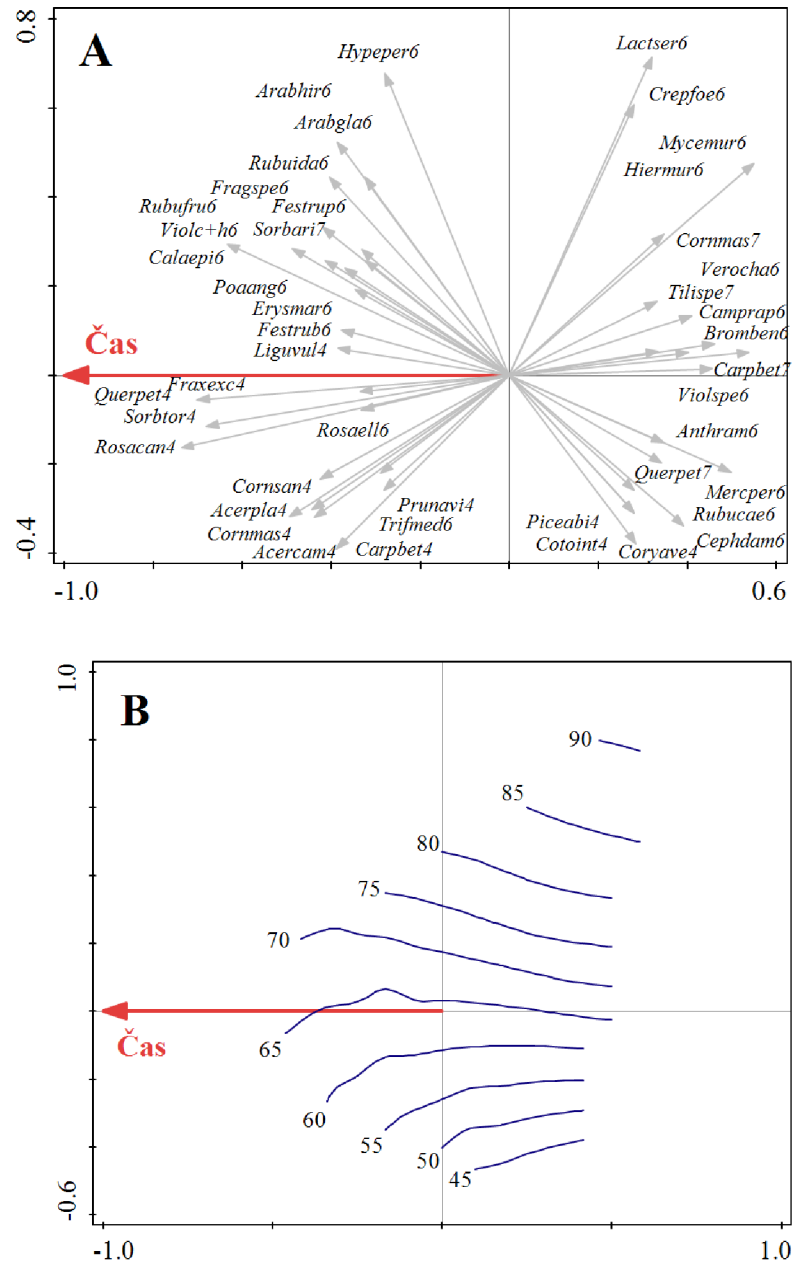 0.8
A
Hypeper6
Lactser6
Arabhir6
Crepfoe6
Arabgla6
Mycemur6
Rubuida6
Hiermur6
Fragspe6
Rubufru6
Festrup6
Violc+h6
Sorbari7
Cornmas7
Calaepi6
Verocha6
Poaang6
Tilispe7
Erysmar6
Camprap6
Festrub6
Bromben6
Čas
Liguvul4
Carpbet7
Fraxexc4
Querpet4
Violspe6
Sorbtor4
Rosaell6
Anthram6
Rosacan4
Querpet7
Cornsan4
Mercper6
Acerpla4
Prunavi4
Rubucae6
Cornmas4
Trifmed6
Piceabi4
Cephdam6
Acercam4
Carpbet4
Cotoint4
Coryave4
-0.4
-1.0
0.6
1.0
B
90
85
80
75
70
65
Čas
60
55
50
45
-0.6
-1.0
1.0